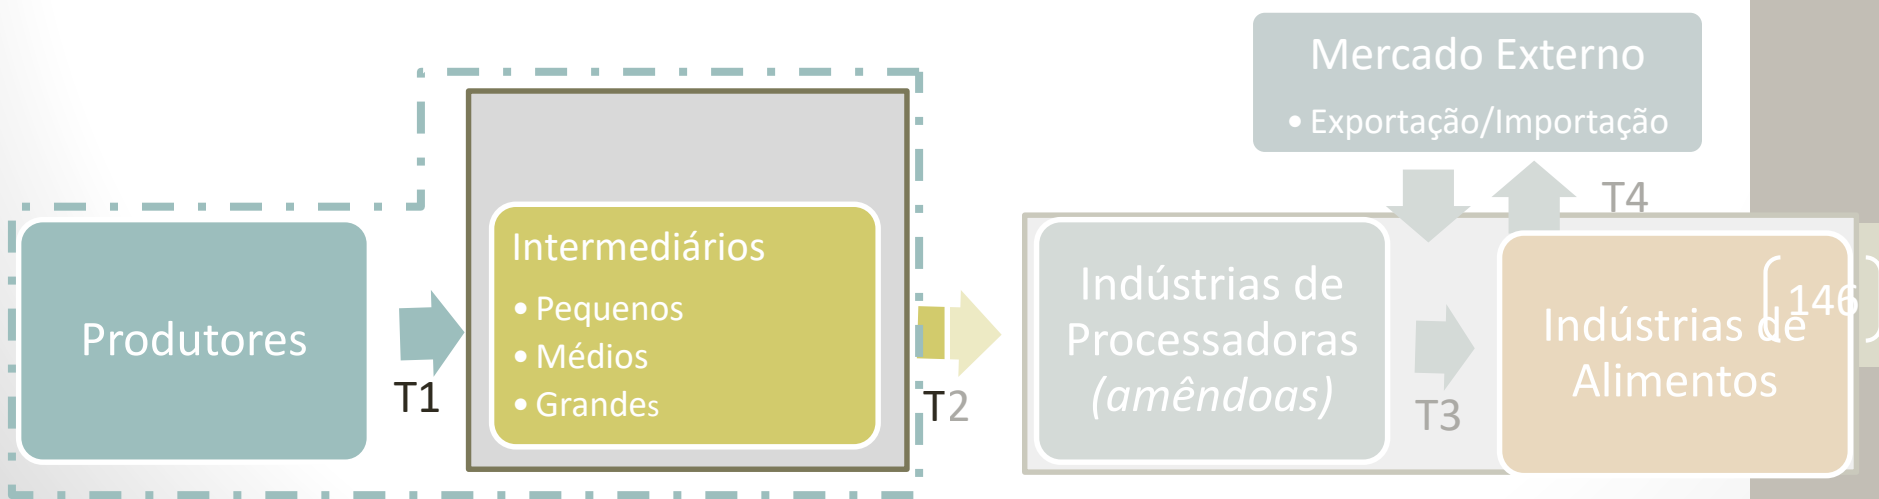 Mercado Externo
• Exportação/Importação
T4
Produtores
T1
Intermediários
• Pequenos
• Médios
• Grandes
T2
Indústrias de
Processadoras
(amêndoas)
T3
Indústrias de
Alimentos
146